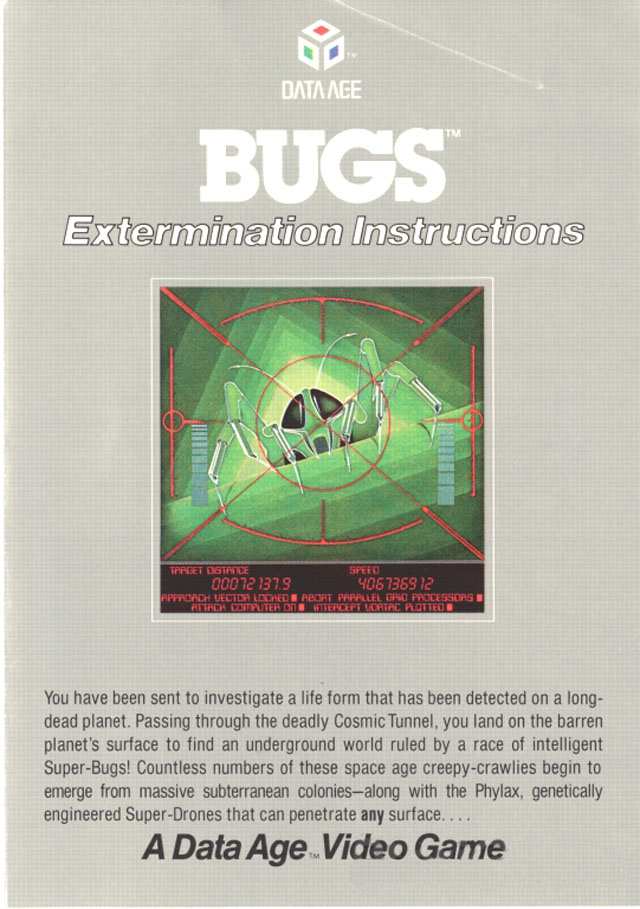 TM
DATA AGE
BUGS™
Extermination Instructions
TARGET DISTANCE SPEED
00072137.9 406736912
APPROACH VECTOR LOCKED ABORT PARALLEL GRID PROCESSORS
ATTACK COMPUTER ON INTERCEPT VORTAC PLOTTED
You have been sent to investigate a life form that has been detected on a long-
dead planet. Passing through the deadly Cosmic Tunnel, you land on the barren
planet's surface to find an underground world ruled by a race of intelligent
Super-Bugs! Countless numbers of these space age creepy-crawlies begin to
emerge from massive subterranean colonies—along with the Phylax, genetically
engineered Super-Drones that can penetrate any surface. . . .
A Data Age™ Video Game